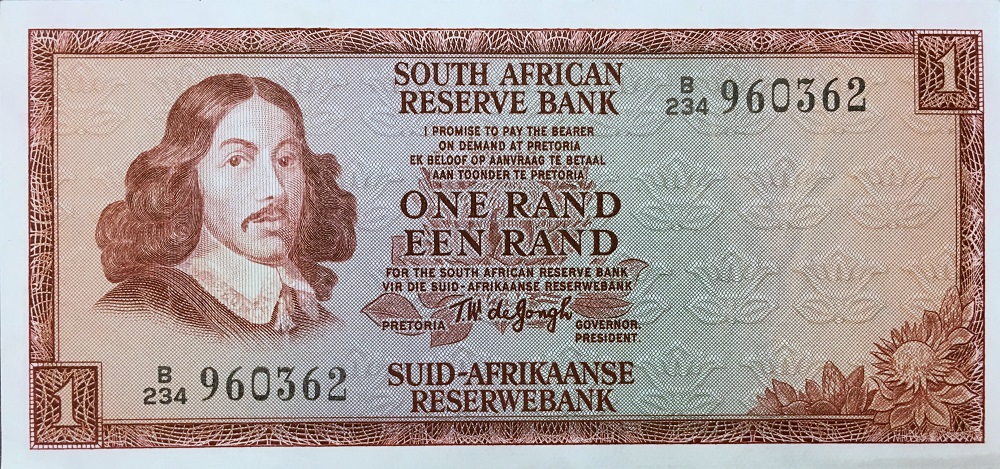 1
SOUTH AFRICAN
RESERVE BANK
B
234 960362
I PROMISE TO PAY THE BEARER
ON DEMAND AT PRETORIA
EK BELOOF OP AANVRAAG TE BETAAL
AAN TOONDER TE PRETORIA
ONE RAND
EEN RAND
FOR THE SOUTH AFRICAN RESERVE BANK
VIR DIE SUID-AFRIKAANSE RESERWEBANK
T.W. de Jongh
PRETORIA GOVERNOR.
PRESIDENT.
SUID-AFRIKAANSE
RESERWEBANK
B
234 960362
1